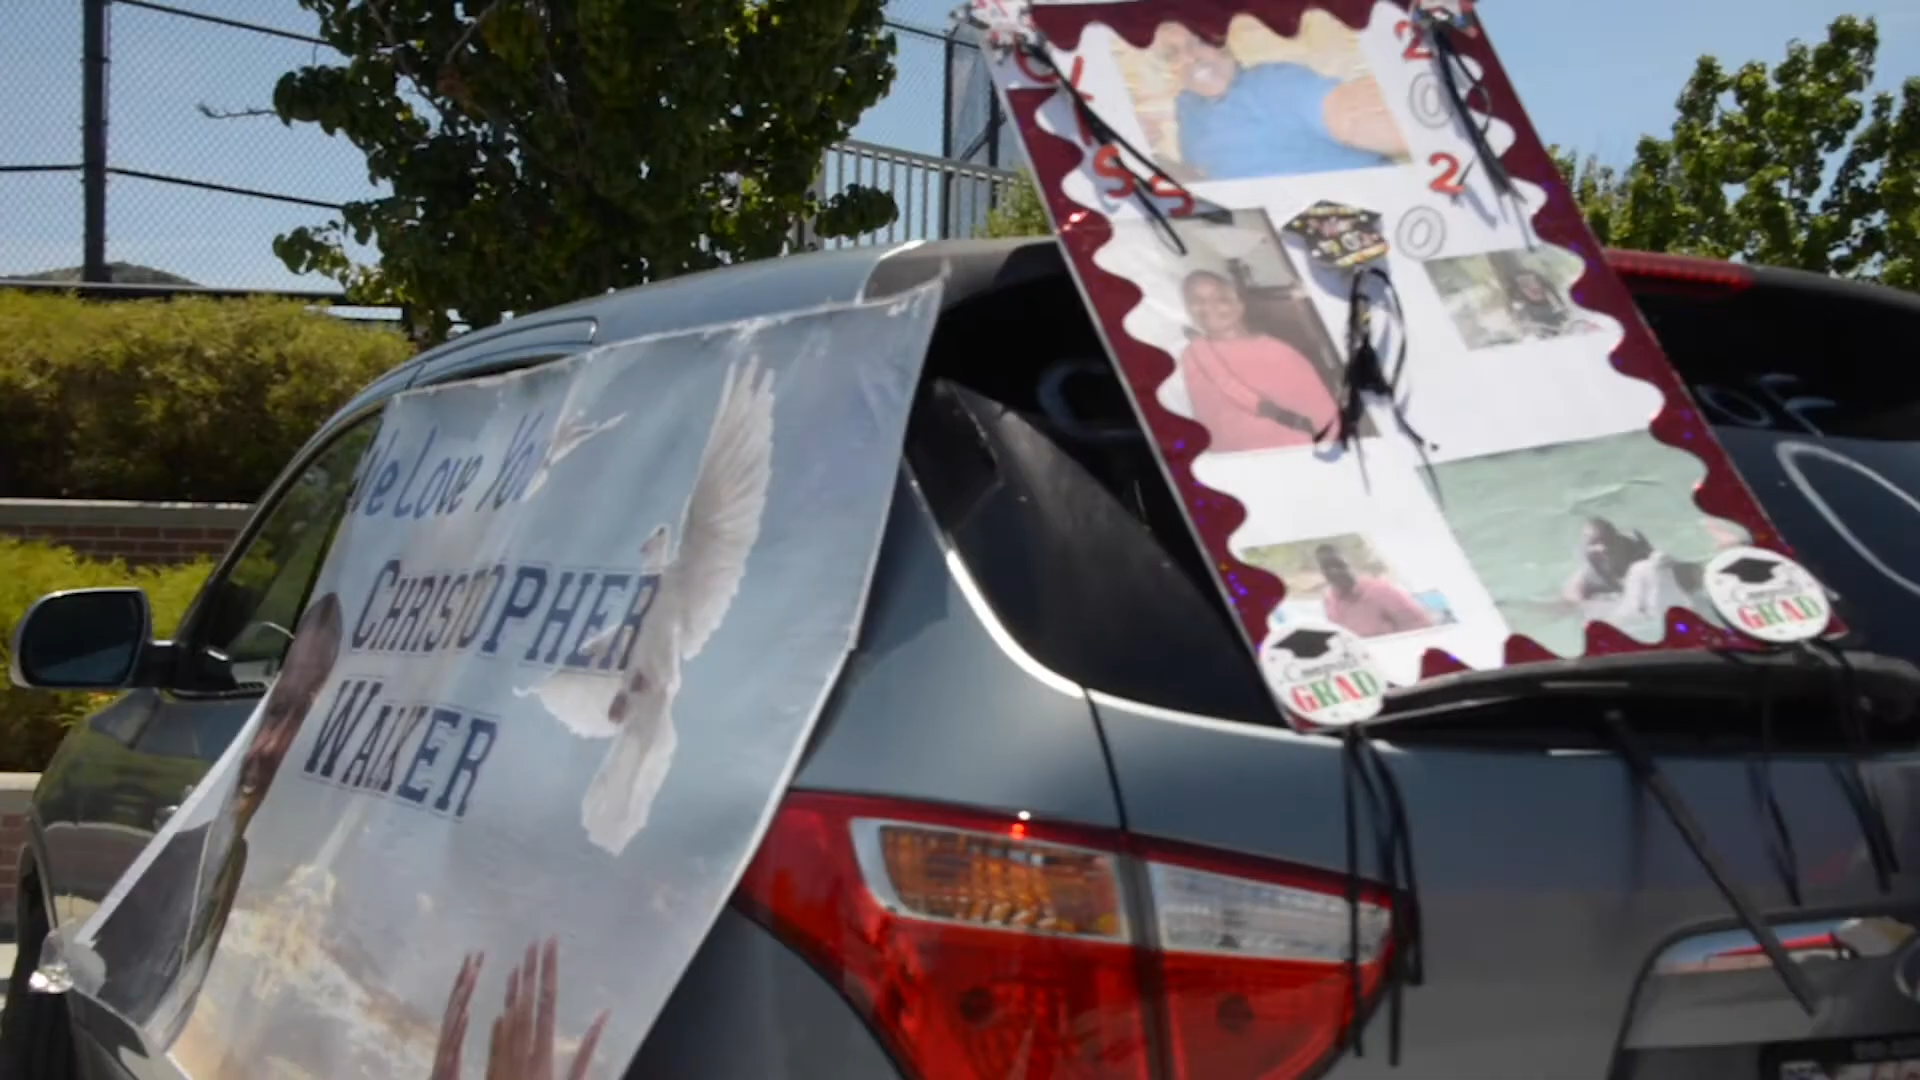 We Love You
CHRISTOPHER
WALKER
CLASS
2020
GRAD
GRAD